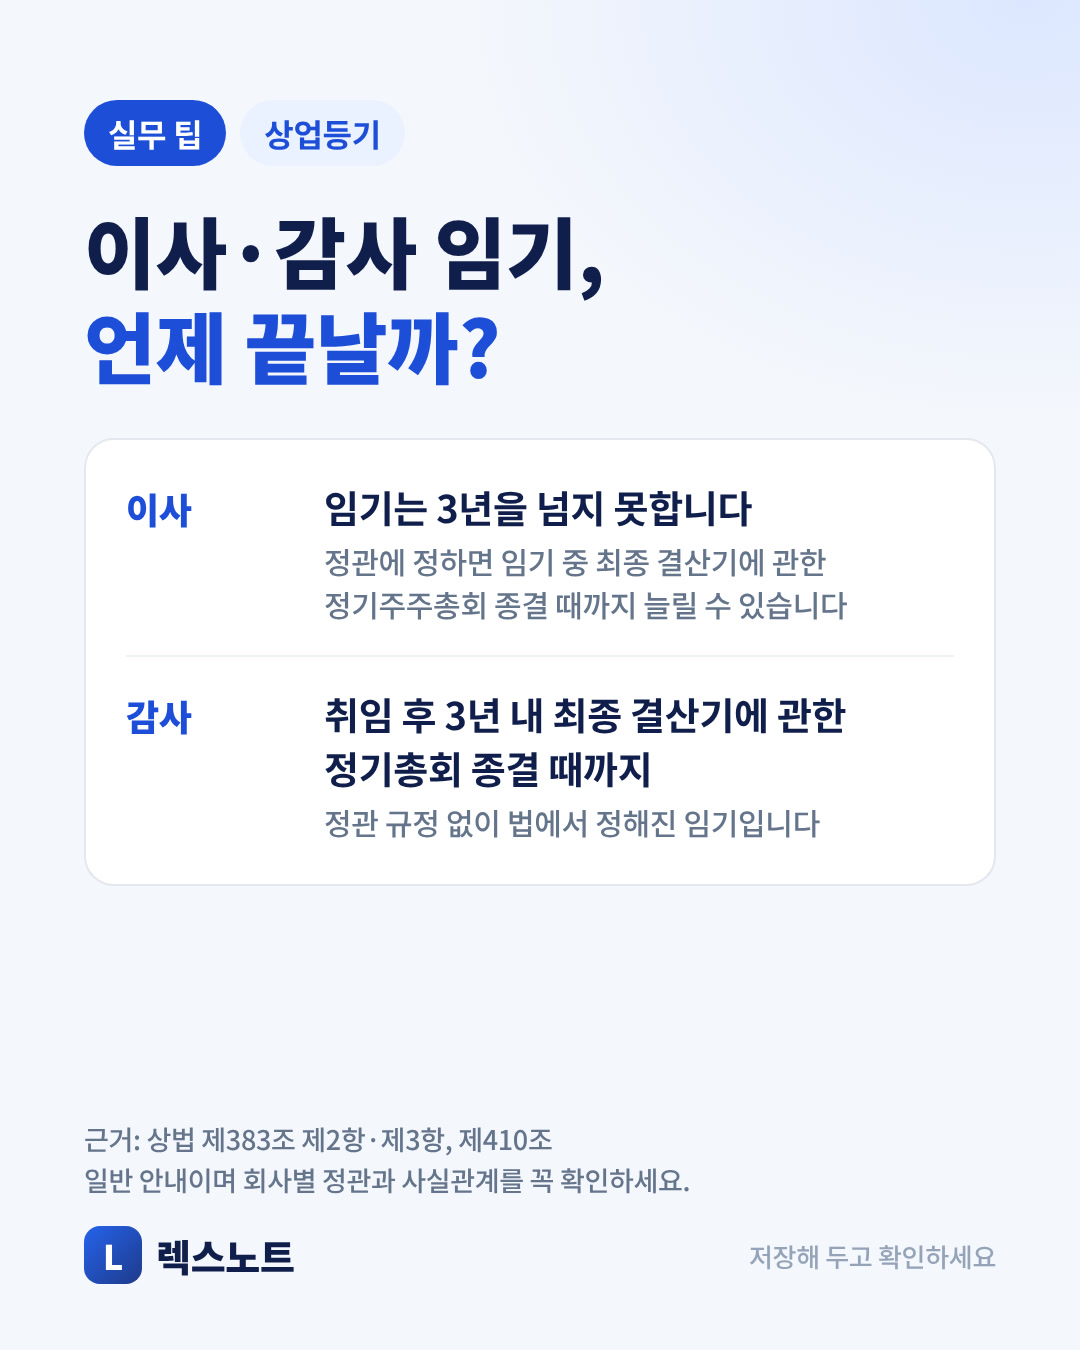 실무 팁
상업등기
이사·감사 임기,
언제 끝날까?
이사
임기는 3년을 넘지 못합니다
정관에 정하면 임기 중 최종 결산기에 관한
정기주주총회 종결 때까지 늘릴 수 있습니다
감사
취임 후 3년 내 최종 결산기에 관한
정기총회 종결 때까지
정관 규정 없이 법에서 정해진 임기입니다
근거: 상법 제383조 제2항·제3항, 제410조
일반 안내이며 회사별 정관과 사실관계를 꼭 확인하세요.
L 렉스노트
저장해 두고 확인하세요